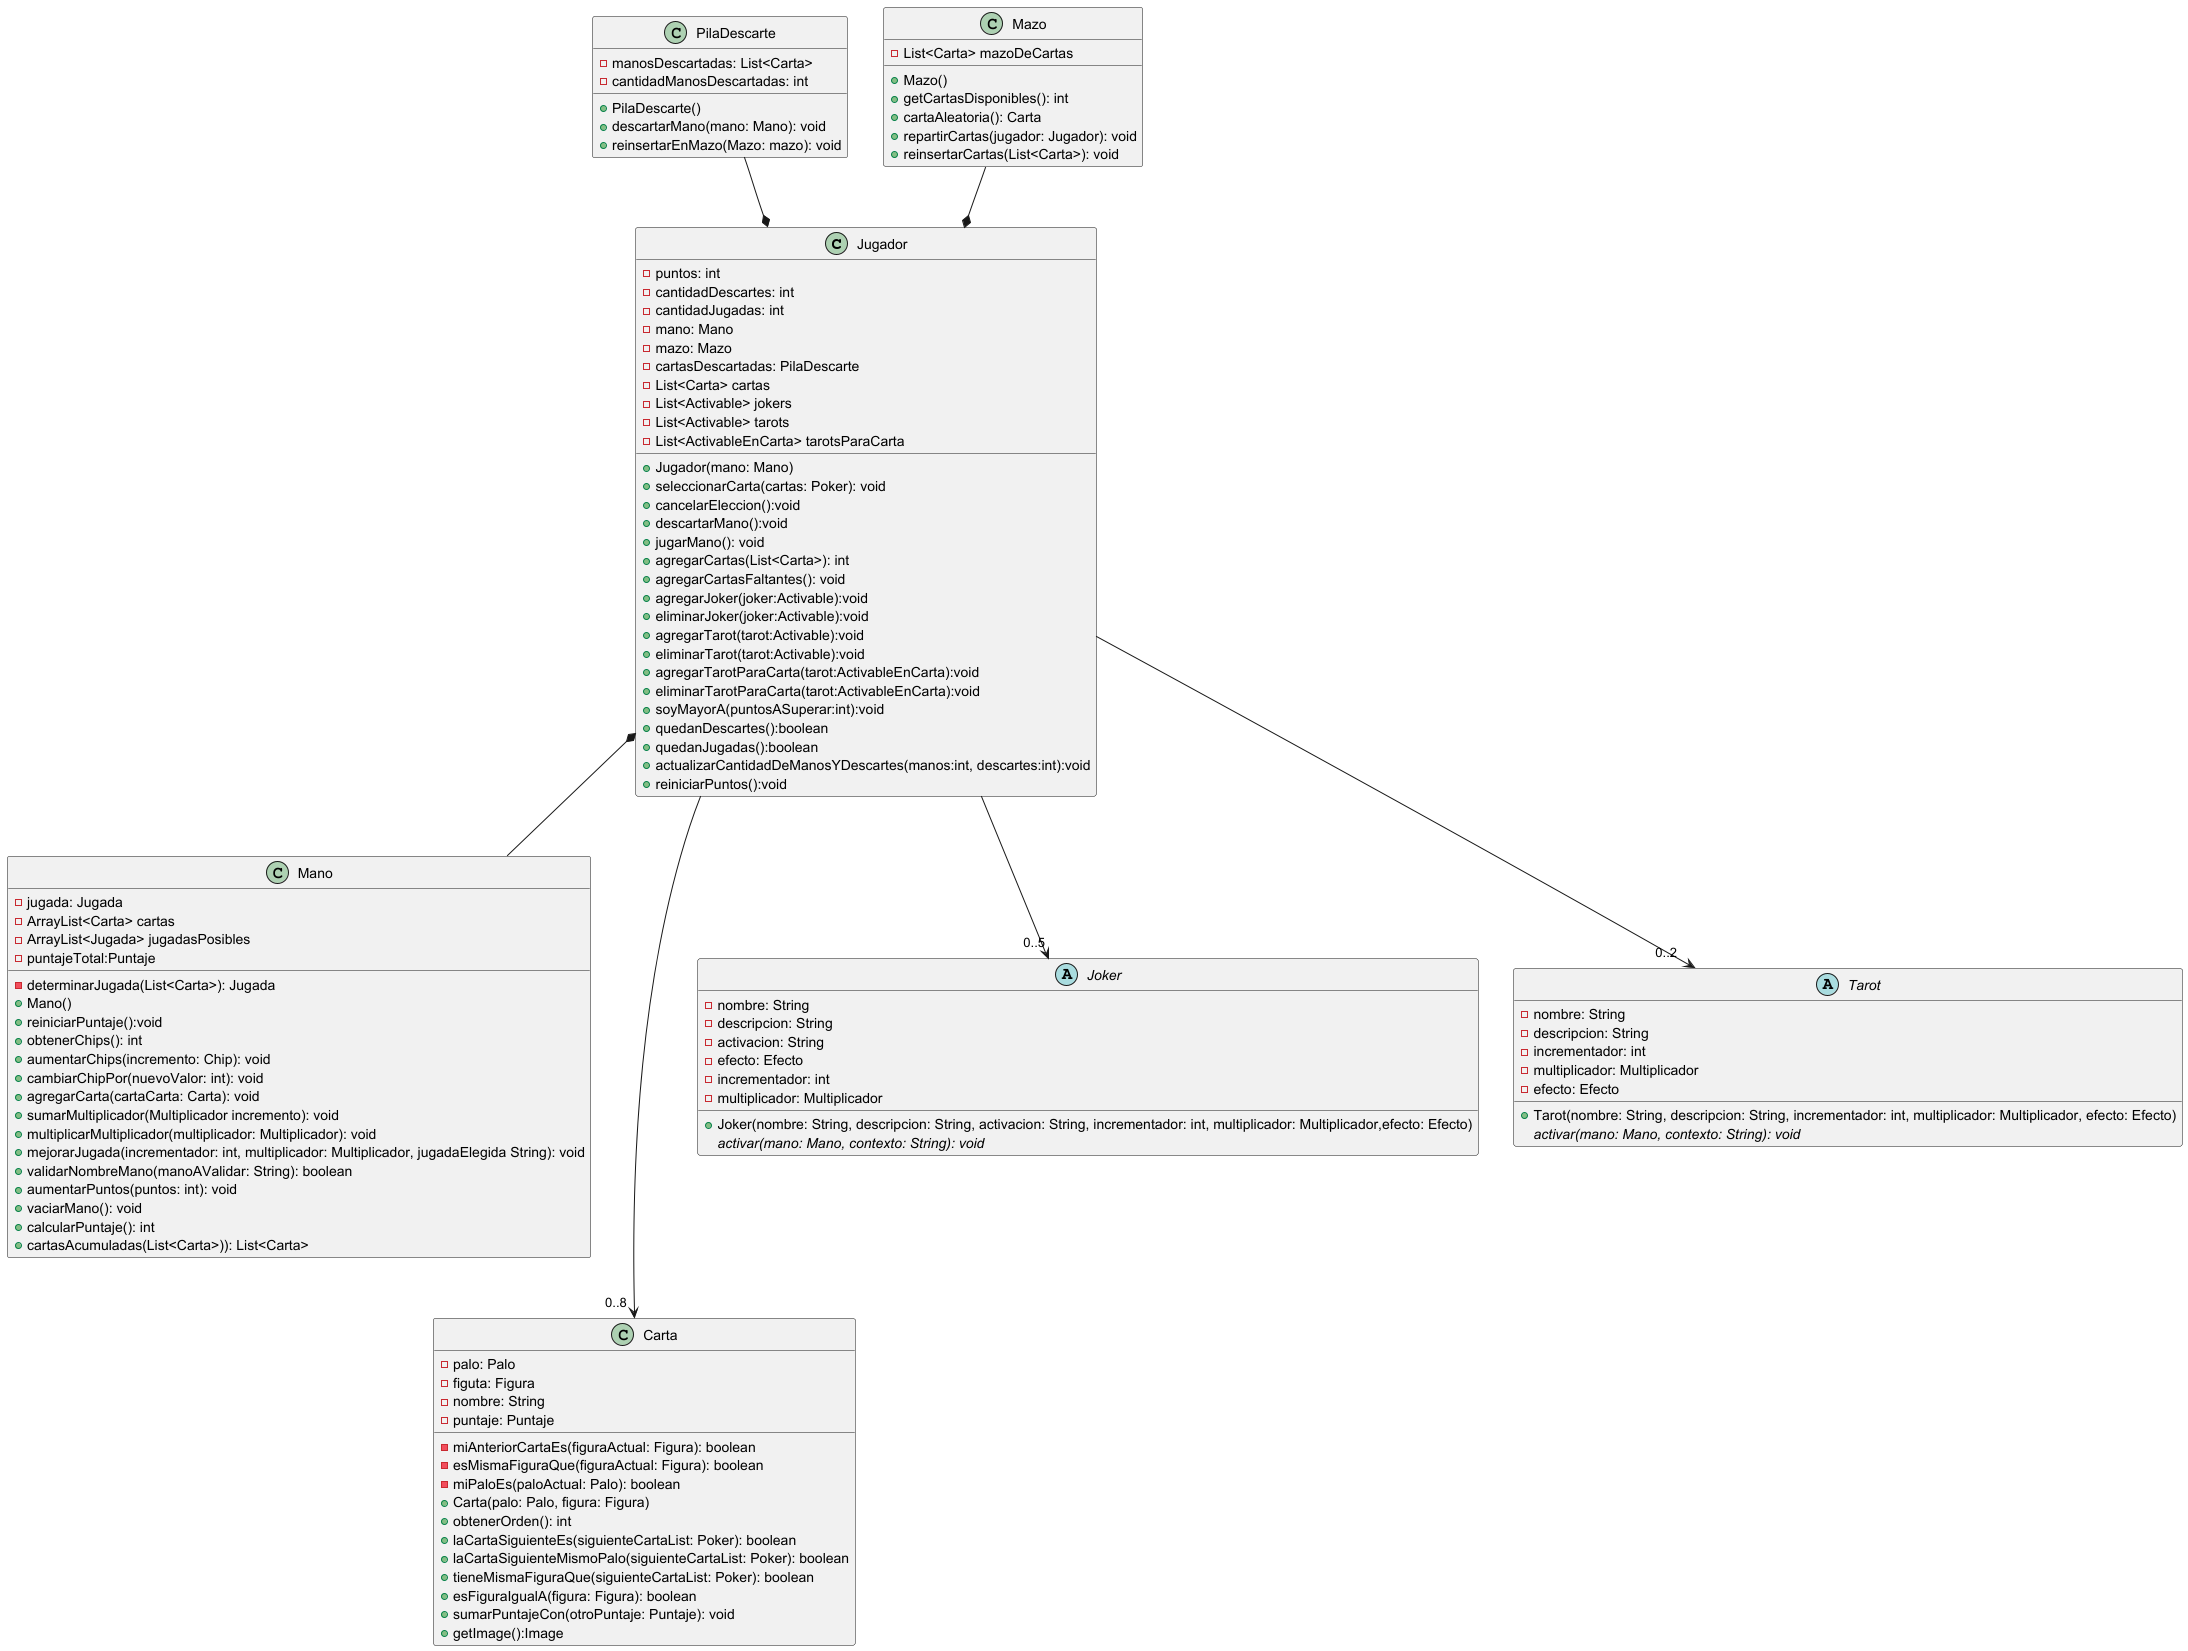 C PilaDescarte
manosDescartadas: List<Carta>
cantidadManosDescartadas: int
PilaDescarte()
descartarMano(mano: Mano): void
reinsertarEnMazo(Mazo: mazo): void
C Mazo
List<Carta> mazoDeCartas
Mazo()
getCartasDisponibles(): int
cartaAleatoria(): Carta
repartirCartas(jugador: Jugador): void
reinsertarCartas(List<Carta>): void
C Jugador
puntos: int
cantidadDescartes: int
cantidadJugadas: int
mano: Mano
mazo: Mazo
cartasDescartadas: PilaDescarte
List<Carta> cartas
List<Activable> jokers
List<Activable> tarots
List<ActivableEnCarta> tarotsParaCarta
Jugador(mano: Mano)
seleccionarCarta(cartas: Poker): void
cancelarEleccion():void
descartarMano():void
jugarMano(): void
agregarCartas(List<Carta>): int
agregarCartasFaltantes(): void
agregarJoker(joker:Activable):void
eliminarJoker(joker:Activable):void
agregarTarot(tarot:Activable):void
eliminarTarot(tarot:Activable):void
agregarTarotParaCarta(tarot:ActivableEnCarta):void
eliminarTarotParaCarta(tarot:ActivableEnCarta):void
soyMayorA(puntosASuperar:int):void
quedanDescartes():boolean
quedanJugadas():boolean
actualizarCantidadDeManosYDescartes(manos:int, descartes:int):void
reiniciarPuntos():void
C Mano
jugada: Jugada
ArrayList<Carta> cartas
ArrayList<Jugada> jugadasPosibles
puntajeTotal:Puntaje
determinarJugada(List<Carta>): Jugada
Mano()
reiniciarPuntaje():void
obtenerChips(): int
aumentarChips(incremento: Chip): void
cambiarChipPor(nuevoValor: int): void
agregarCarta(cartaCarta: Carta): void
sumarMultiplicador(Multiplicador incremento): void
multiplicarMultiplicador(multiplicador: Multiplicador): void
mejorarJugada(incrementador: int, multiplicador: Multiplicador, jugadaElegida String): void
validarNombreMano(manoAValidar: String): boolean
aumentarPuntos(puntos: int): void
vaciarMano(): void
calcularPuntaje(): int
cartasAcumuladas(List<Carta>)): List<Carta>
0..5
A Joker
nombre: String
descripcion: String
activacion: String
efecto: Efecto
incrementador: int
multiplicador: Multiplicador
Joker(nombre: String, descripcion: String, activacion: String, incrementador: int, multiplicador: Multiplicador,efecto: Efecto)
activar(mano: Mano, contexto: String): void
0..2
A Tarot
nombre: String
descripcion: String
incrementador: int
multiplicador: Multiplicador
efecto: Efecto
Tarot(nombre: String, descripcion: String, incrementador: int, multiplicador: Multiplicador, efecto: Efecto)
activar(mano: Mano, contexto: String): void
0..8
C Carta
palo: Palo
figuta: Figura
nombre: String
puntaje: Puntaje
miAnteriorCartaEs(figuraActual: Figura): boolean
esMismaFiguraQue(figuraActual: Figura): boolean
miPaloEs(paloActual: Palo): boolean
Carta(palo: Palo, figura: Figura)
obtenerOrden(): int
laCartaSiguienteEs(siguienteCartaList: Poker): boolean
laCartaSiguienteMismoPalo(siguienteCartaList: Poker): boolean
tieneMismaFiguraQue(siguienteCartaList: Poker): boolean
esFiguraIgualA(figura: Figura): boolean
sumarPuntajeCon(otroPuntaje: Puntaje): void
getImage():Image